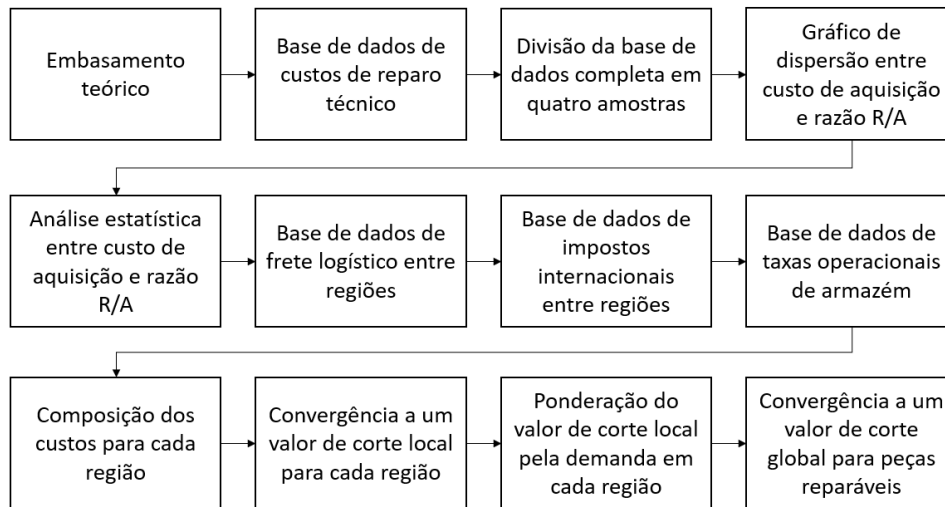 Embasamento
teórico
Base de dados de
custos de reparo
técnico
Divisão da base de
dados completa em
quatro amostras
Gráfico de
dispersão entre
custo de aquisição
e razão R/A
Análise estatística
entre custo de
aquisição e razão
R/A
Base de dados de
frete logístico entre
regiões
Base de dados de
impostos
internacionais
entre regiões
Base de dados de
taxas operacionais
de armazém
Composição dos
custos para cada
região
Convergência a um
valor de corte local
para cada região
Ponderação do
valor de corte local
pela demanda em
cada região
Convergência a um
valor de corte
global para peças
reparáveis